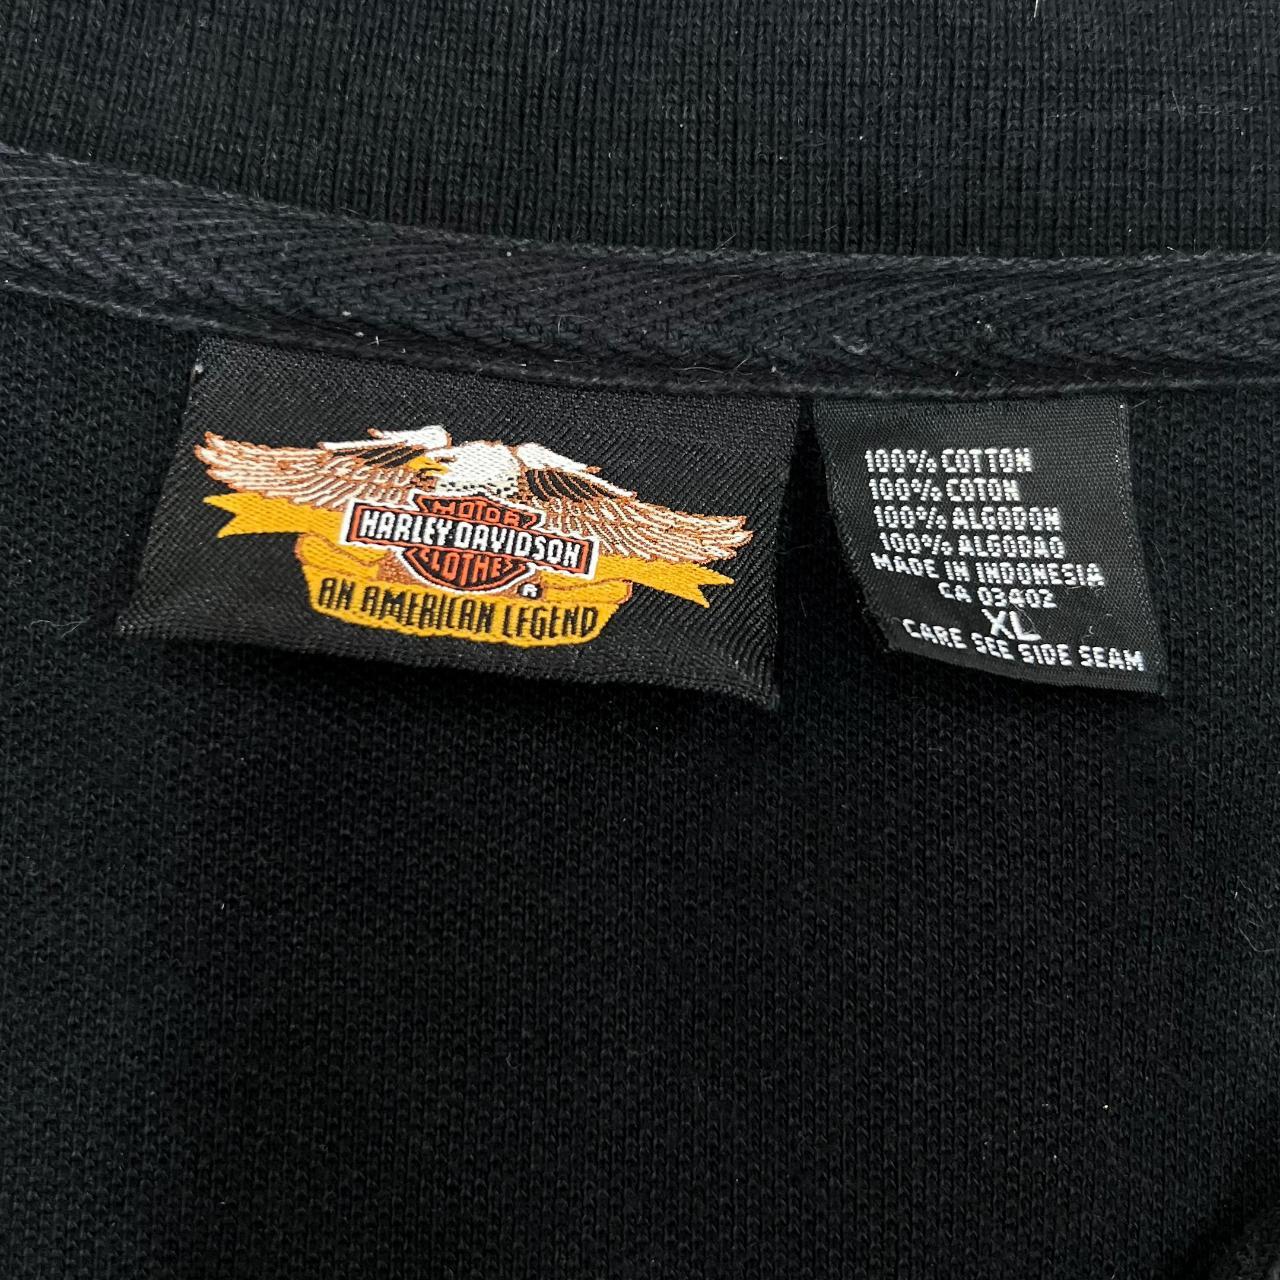 MOTOR
HARLEY-DAVIDSON
CLOTHES
®
AN AMERICAN LEGEND
100% COTTON
100% COTON
100% ALGODON
100% ALGODAO
MADE IN INDONESIA
CA 03402
XL
CARE SEE SIDE SEAM